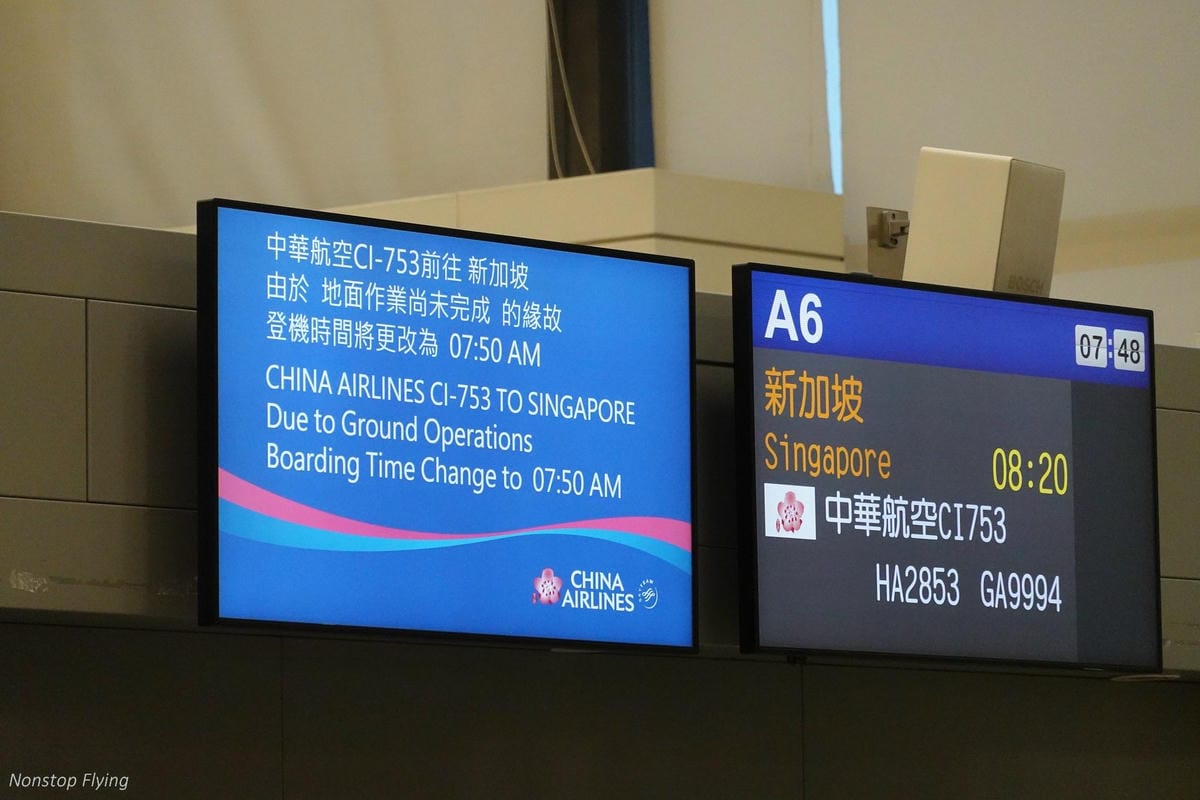 中華航空CI-753前往 新加坡
由於 地面作業尚未完成 的緣故
登機時間將更改為 07:50 AM
CHINA AIRLINES CI-753 TO SINGAPORE
Due to Ground Operations
Boarding Time Change to 07:50 AM
CHINA
AIRLINES
A6
07:48
新加坡
Singapore 08:20
中華航空CI753
HA2853 GA9994
BOSCH
Nonstop Flying